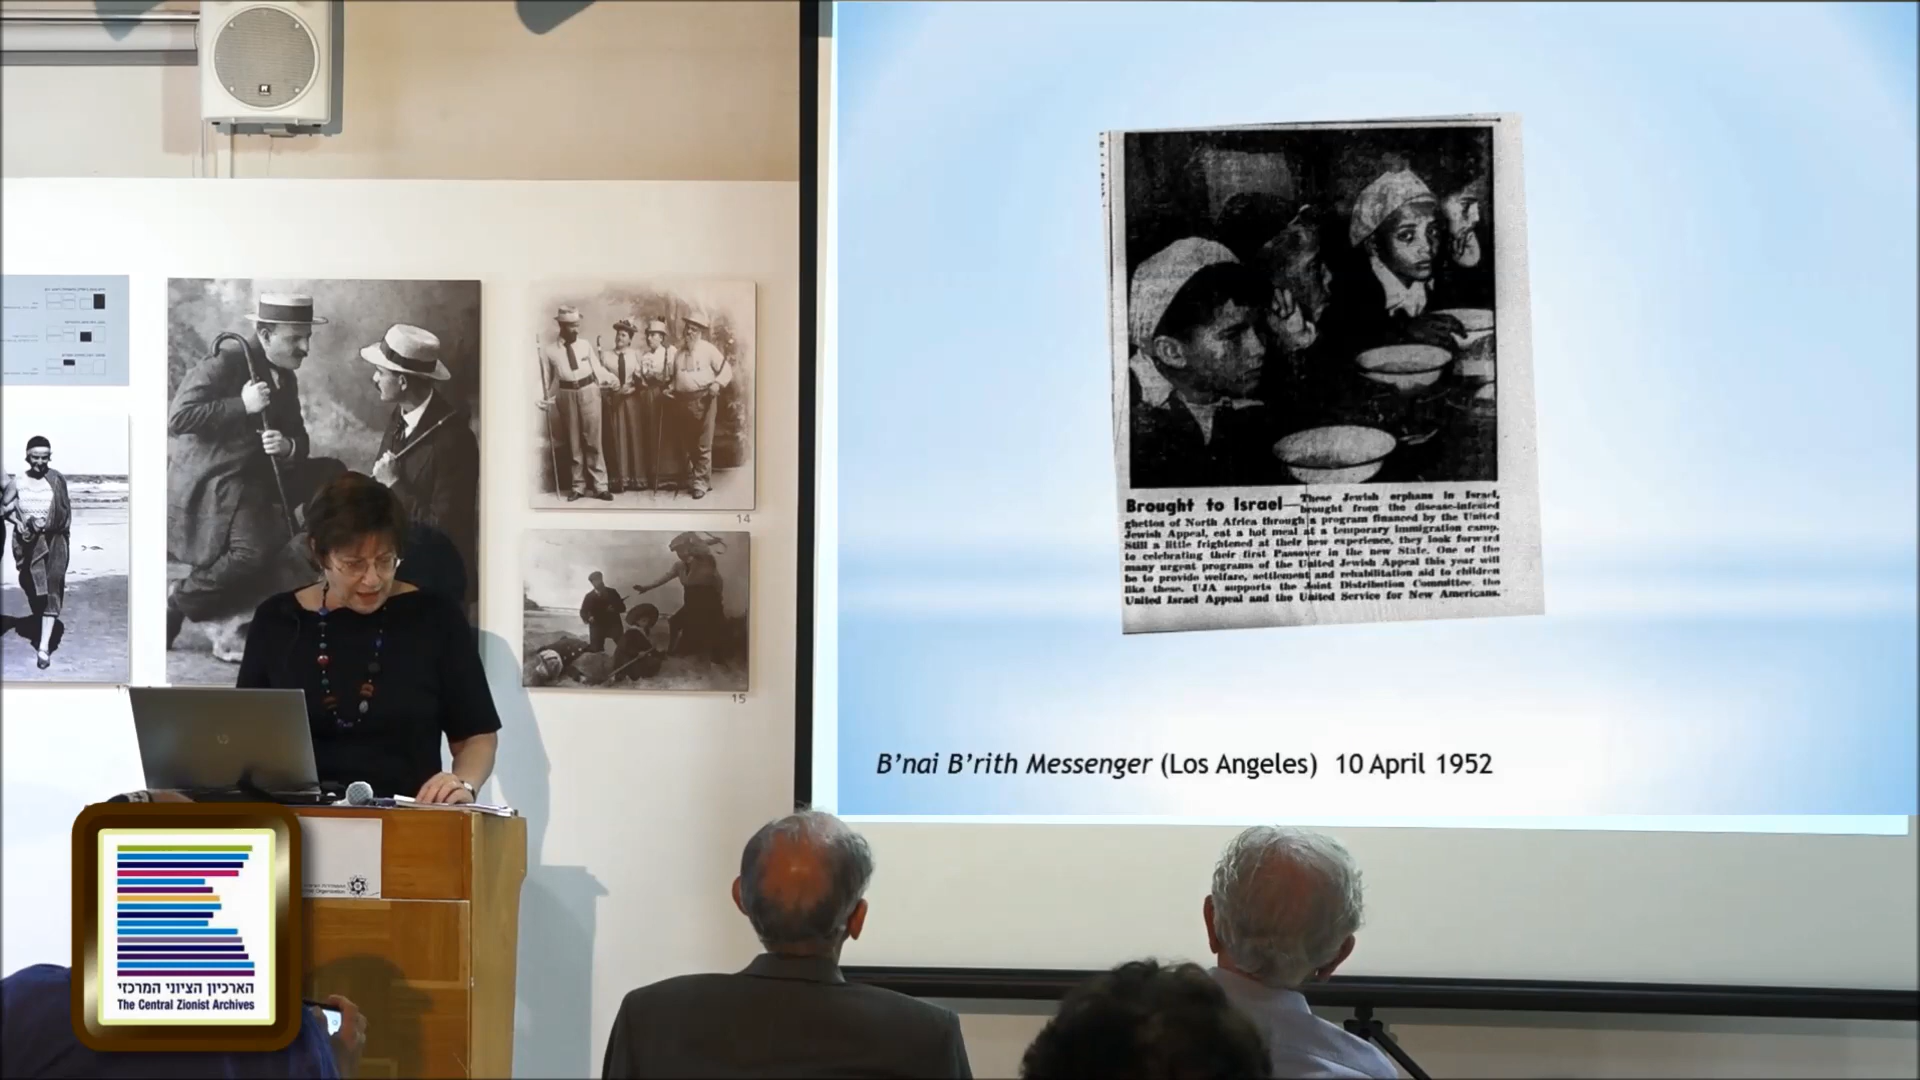 Brought to Israel—These Jewish orphans in Israel,
brought from the disease-infested
ghettos of North Africa through a program financed by the United
Jewish Appeal, eat a hot meal at a temporary immigration camp.
Still a little frightened at their new experience, they look forward
to celebrating their first Passover in the new State. One of the
many urgent programs of the United Jewish Appeal this year will
be to provide welfare, settlement and rehabilitation aid to children
like these. UJA supports the Joint Distribution Committee, the
United Israel Appeal and the United Service for New Americans.
B'nai B'rith Messenger (Los Angeles) 10 April 1952
14
15
הארכיון הציוני המרכזי
The Central Zionist Archives